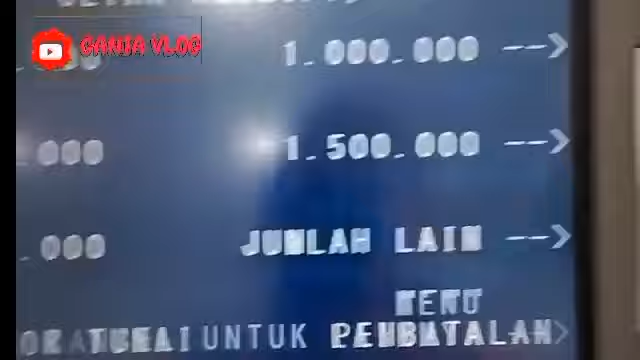 GANJA VLOG
1.000.000 -->
.000 1.500.000 -->
.000 JUMLAH LAIN -->
MENU
UNTUK PEMBATALAN>